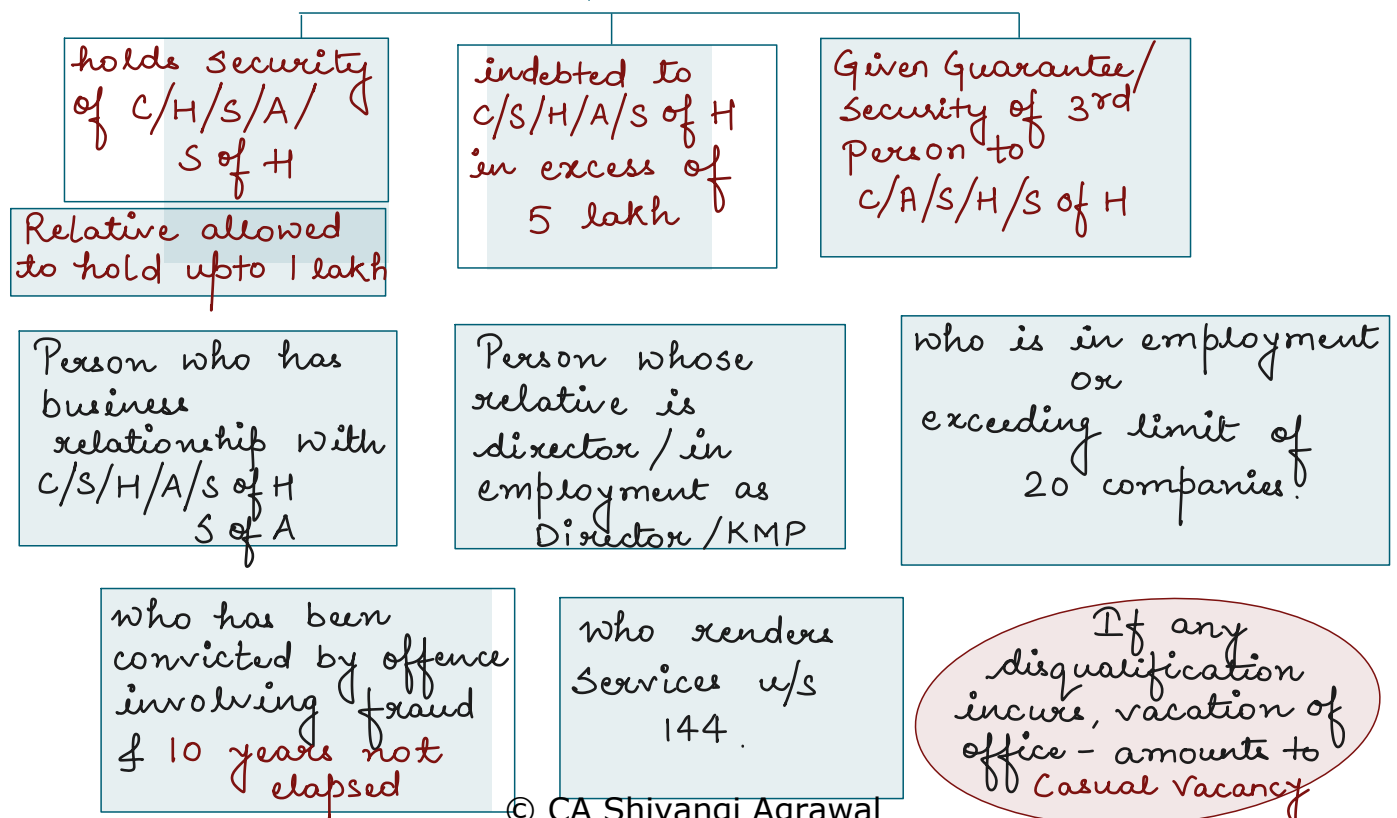 holds Security
of C/H/S/A/
S of H
Relative allowed
to hold upto 1 lakh
indebted to
C/S/H/A/S of H
in excess of
5 lakh
Given Guarantee/
Security of 3rd
Person to
C/A/S/H/S of H
Person who has
business
relationship with
C/S/H/A/S of H
S of A
Person whose
relative is
director / in
employment as
Director /KMP
who is in employment
or
exceeding limit of
20 companies.
who has been
convicted by offence
involving fraud
& 10 years not
elapsed
who renders
Services u/s
144.
If any
disqualification
incurs, vacation of
office - amounts to
Casual Vacancy
© CA Shivangi Agrawal